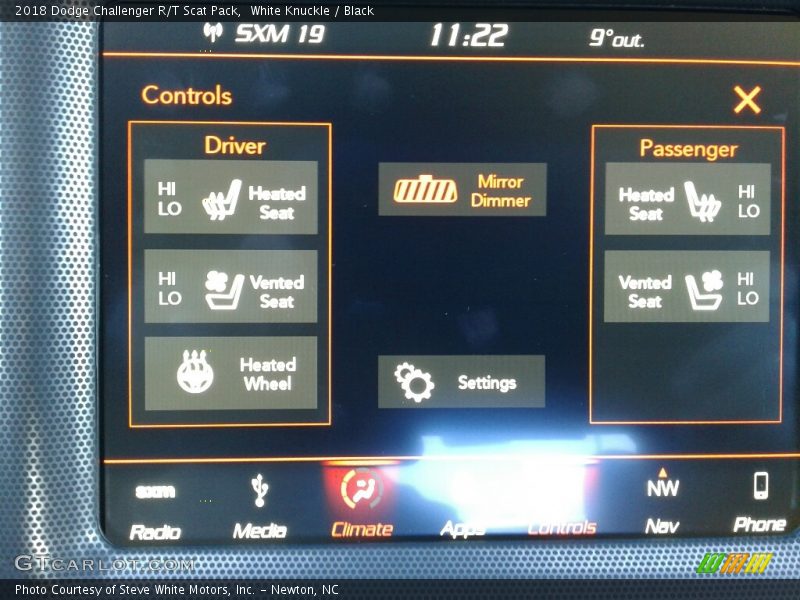 2018 Dodge Challenger R/T Scat Pack, White Knuckle / Black
SXM 19 11:22 9°out.
Controls
Driver
HI
LO
Heated
Seat
HI
LO
Vented
Seat
Heated
Wheel
Mirror
Dimmer
Settings
Passenger
Heated
Seat
HI
LO
Vented
Seat
HI
LO
sxm NW
Radio Media Climate Apps Controls Nav Phone
GTcarlot.com
Photo Courtesy of Steve White Motors, Inc. – Newton, NC